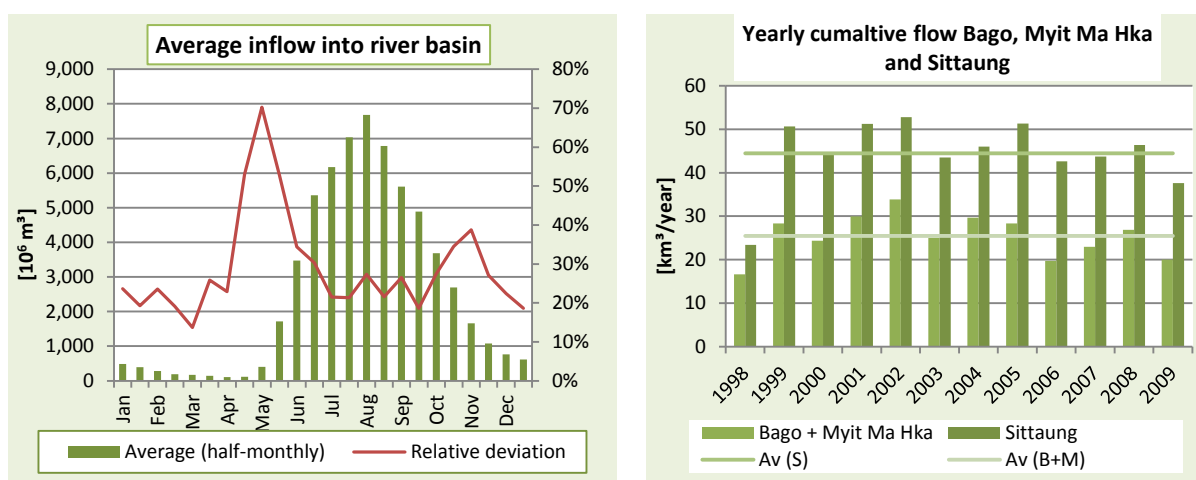 Average inflow into river basin
9,000
8,000
7,000
6,000
5,000
4,000
3,000
2,000
1,000
0
[10⁶ m³]
80%
70%
60%
50%
40%
30%
20%
10%
0%
Jan
Feb
Mar
Apr
May
Jun
Jul
Aug
Sep
Oct
Nov
Dec
Average (half-monthly)
Relative deviation
Yearly cumaltive flow Bago, Myit Ma Hka
and Sittaung
60
50
40
30
20
10
0
[km³/year]
1998
1999
2000
2001
2002
2003
2004
2005
2006
2007
2008
2009
Bago + Myit Ma Hka
Sittaung
Av (S)
Av (B+M)